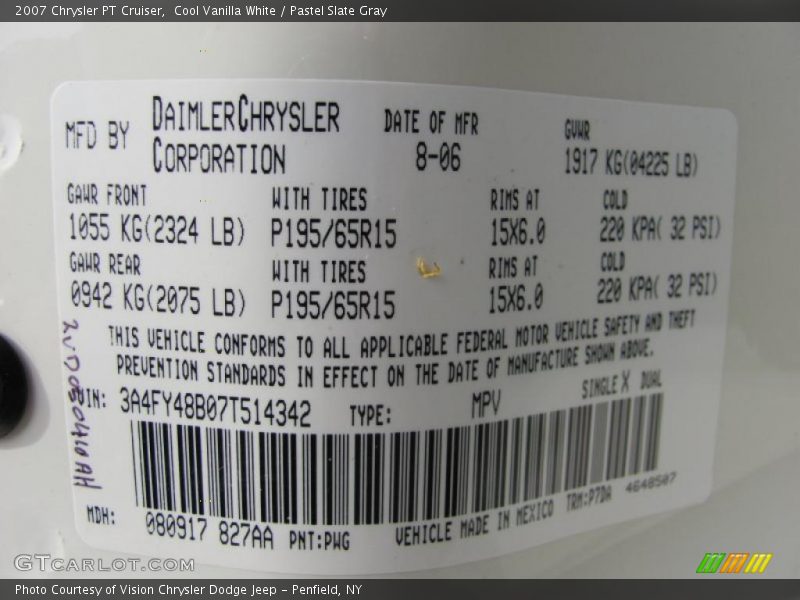 2007 Chrysler PT Cruiser,  Cool Vanilla White / Pastel Slate Gray
MFD BY DAIMLERCHRYSLER CORPORATION DATE OF MFR 8-06 GVWR 1917 KG(04225 LB)
GAWR FRONT WITH TIRES RIMS AT COLD
1055 KG(2324 LB) P195/65R15 15X6.0 220 KPA( 32 PSI)
GAWR REAR WITH TIRES RIMS AT COLD
0942 KG(2075 LB) P195/65R15 15X6.0 220 KPA( 32 PSI)
THIS VEHICLE CONFORMS TO ALL APPLICABLE FEDERAL MOTOR VEHICLE SAFETY AND THEFT
PREVENTION STANDARDS IN EFFECT ON THE DATE OF MANUFACTURE SHOWN ABOVE.
VIN: 3A4FY48B07T514342 TYPE: MPV SINGLE X DUAL
MDH: 080917 827AA PNT:PWG VEHICLE MADE IN MEXICO TRM:P7DA 4648507
GTCARLOT.COM
Photo Courtesy of Vision Chrysler Dodge Jeep - Penfield, NY